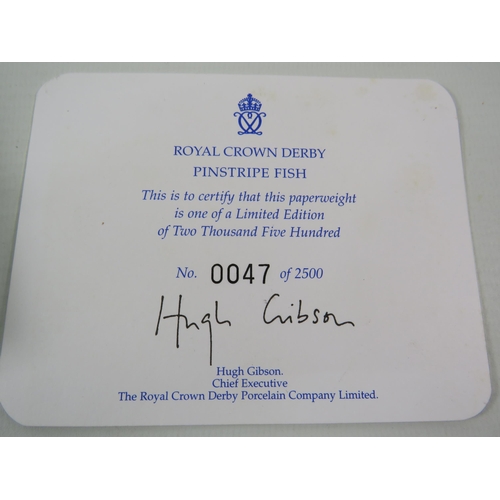 ROYAL CROWN DERBY
PINSTRIPE FISH
This is to certify that this paperweight
is one of a Limited Edition
of Two Thousand Five Hundred
No. 0047 of 2500
Hugh Gibson
Hugh Gibson.
Chief Executive
The Royal Crown Derby Porcelain Company Limited.